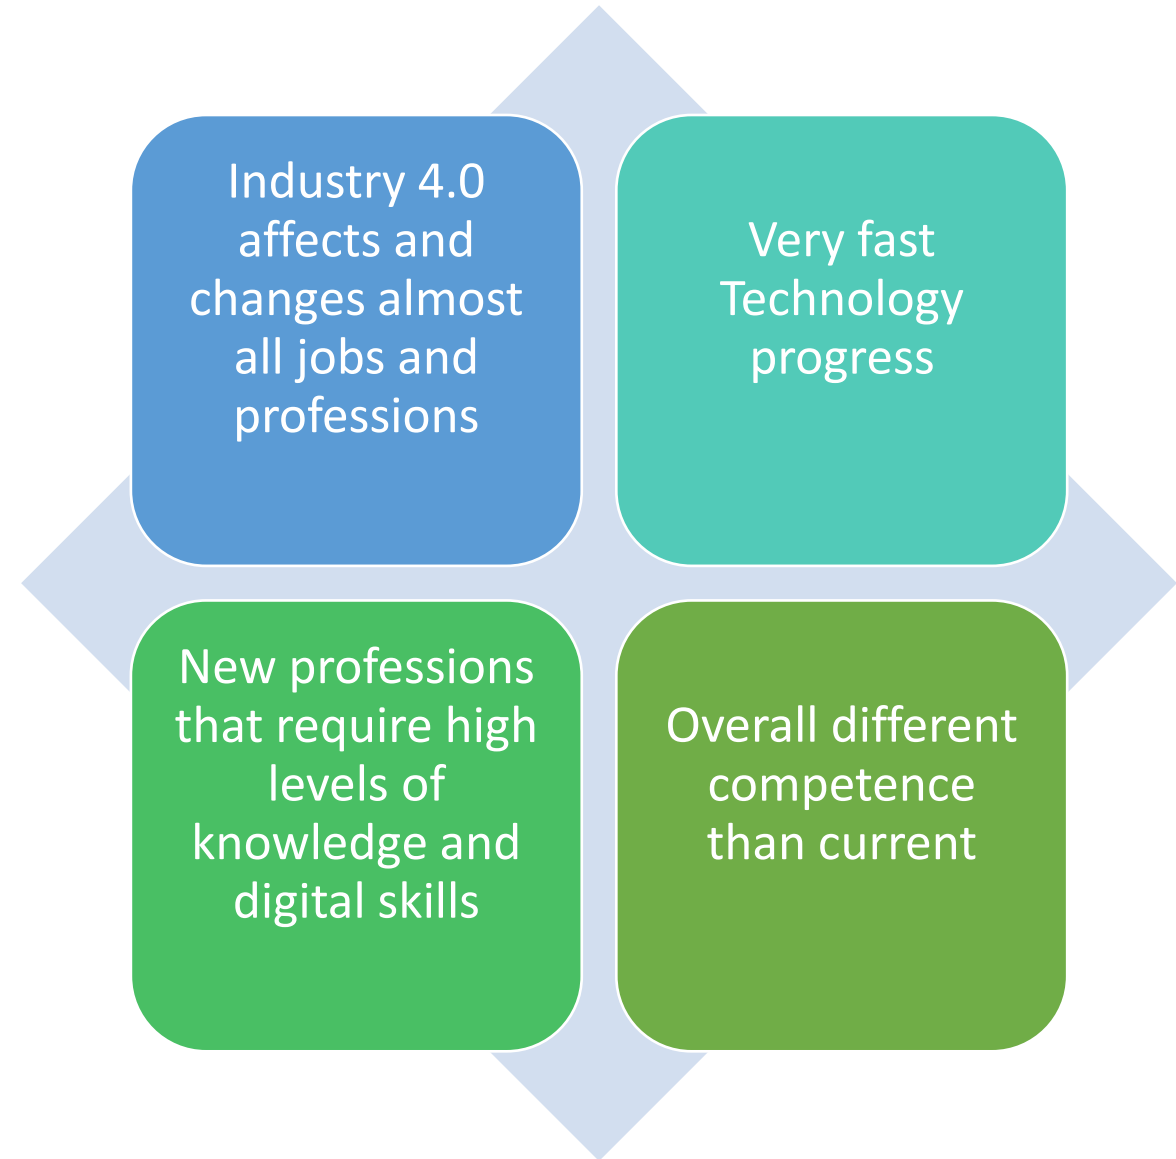 Industry 4.0
affects and
changes almost
all jobs and
professions
Very fast
Technology
progress
New professions
that require high
levels of
knowledge and
digital skills
Overall different
competence
than current